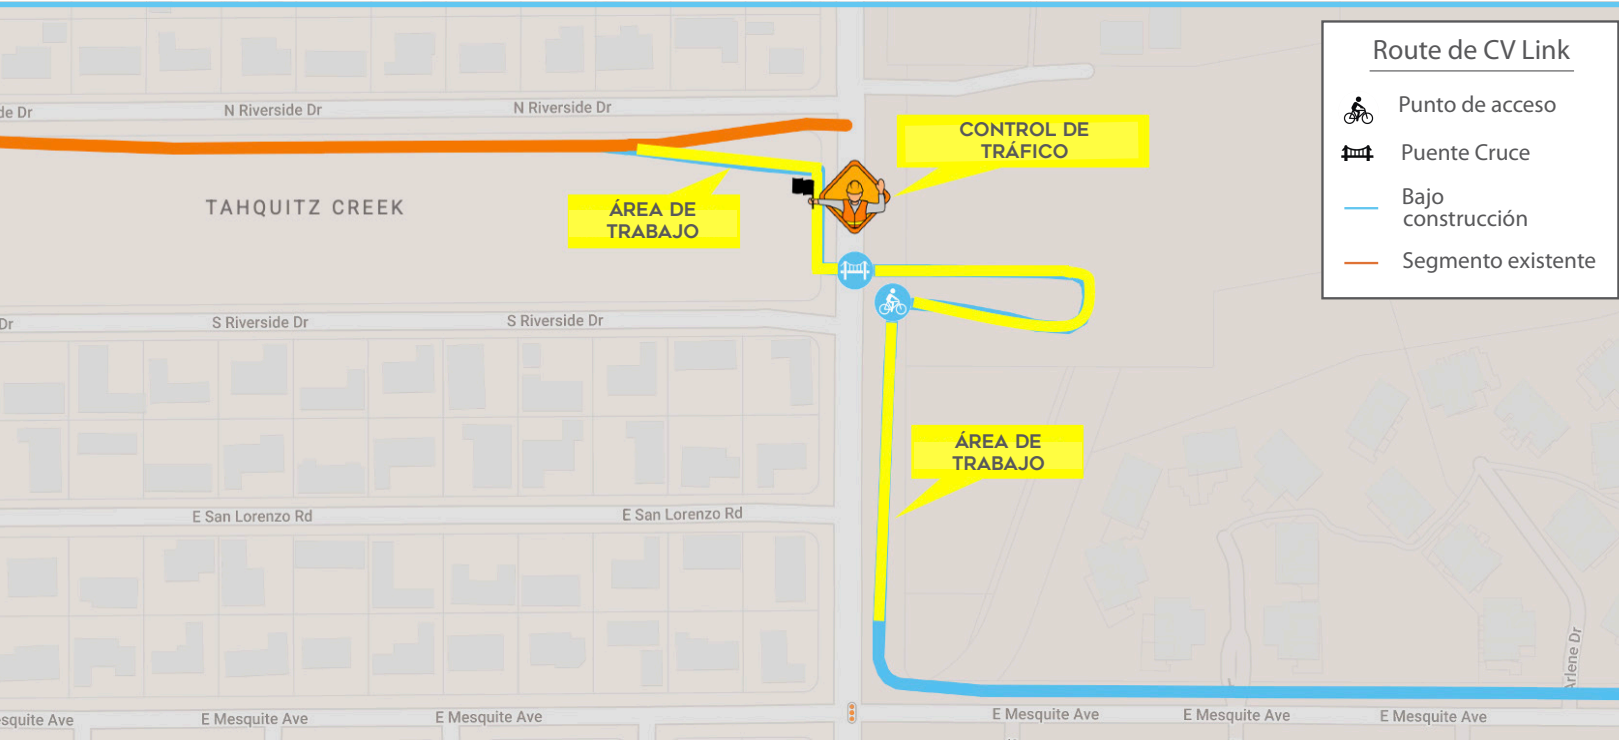 Route de CV Link
Punto de acceso
Puente Cruce
Bajo
construcción
Segmento existente
de Dr
N Riverside Dr
N Riverside Dr
CONTROL DE
TRÁFICO
TAHQUITZ CREEK
ÁREA DE
TRABAJO
Dr
S Riverside Dr
S Riverside Dr
ÁREA DE
TRABAJO
E San Lorenzo Rd
E San Lorenzo Rd
Arlene Dr
esquite Ave
E Mesquite Ave
E Mesquite Ave
E Mesquite Ave
E Mesquite Ave
E Mesquite Ave